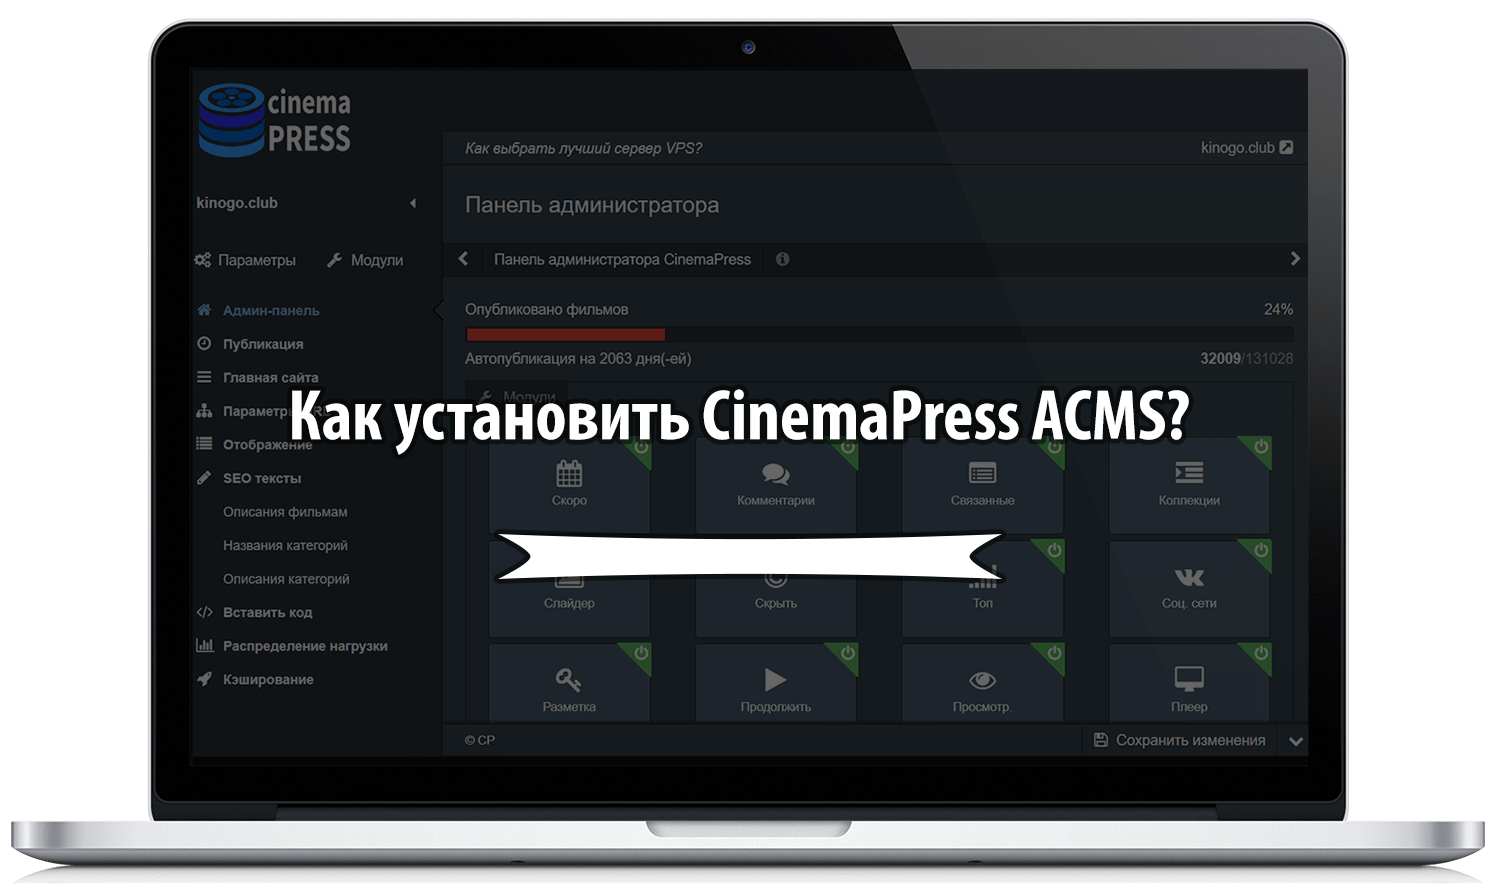 cinema
PRESS
Как выбрать лучший сервер VPS?
kinogo.club
kinogo.club
Панель администратора
Параметры
Модули
Панель администратора CinemaPress
Админ-панель
Опубликовано фильмов
24%
Публикация
Автопубликация на 2063 дня(-ей)
32009/131028
Главная сайта
Модули
Параметры
Как установить CinemaPress ACMS?
Отображение
SEO тексты
Скоро
Комментарии
Связанные
Коллекции
Описания фильмам
Названия категорий
Описания категорий
Слайдер
Скрыть
Топ
Соц. сети
Вставить код
Распределение нагрузки
Кэширование
Разметка
Продолжить
Просмотр.
Плеер
© CP
Сохранить изменения